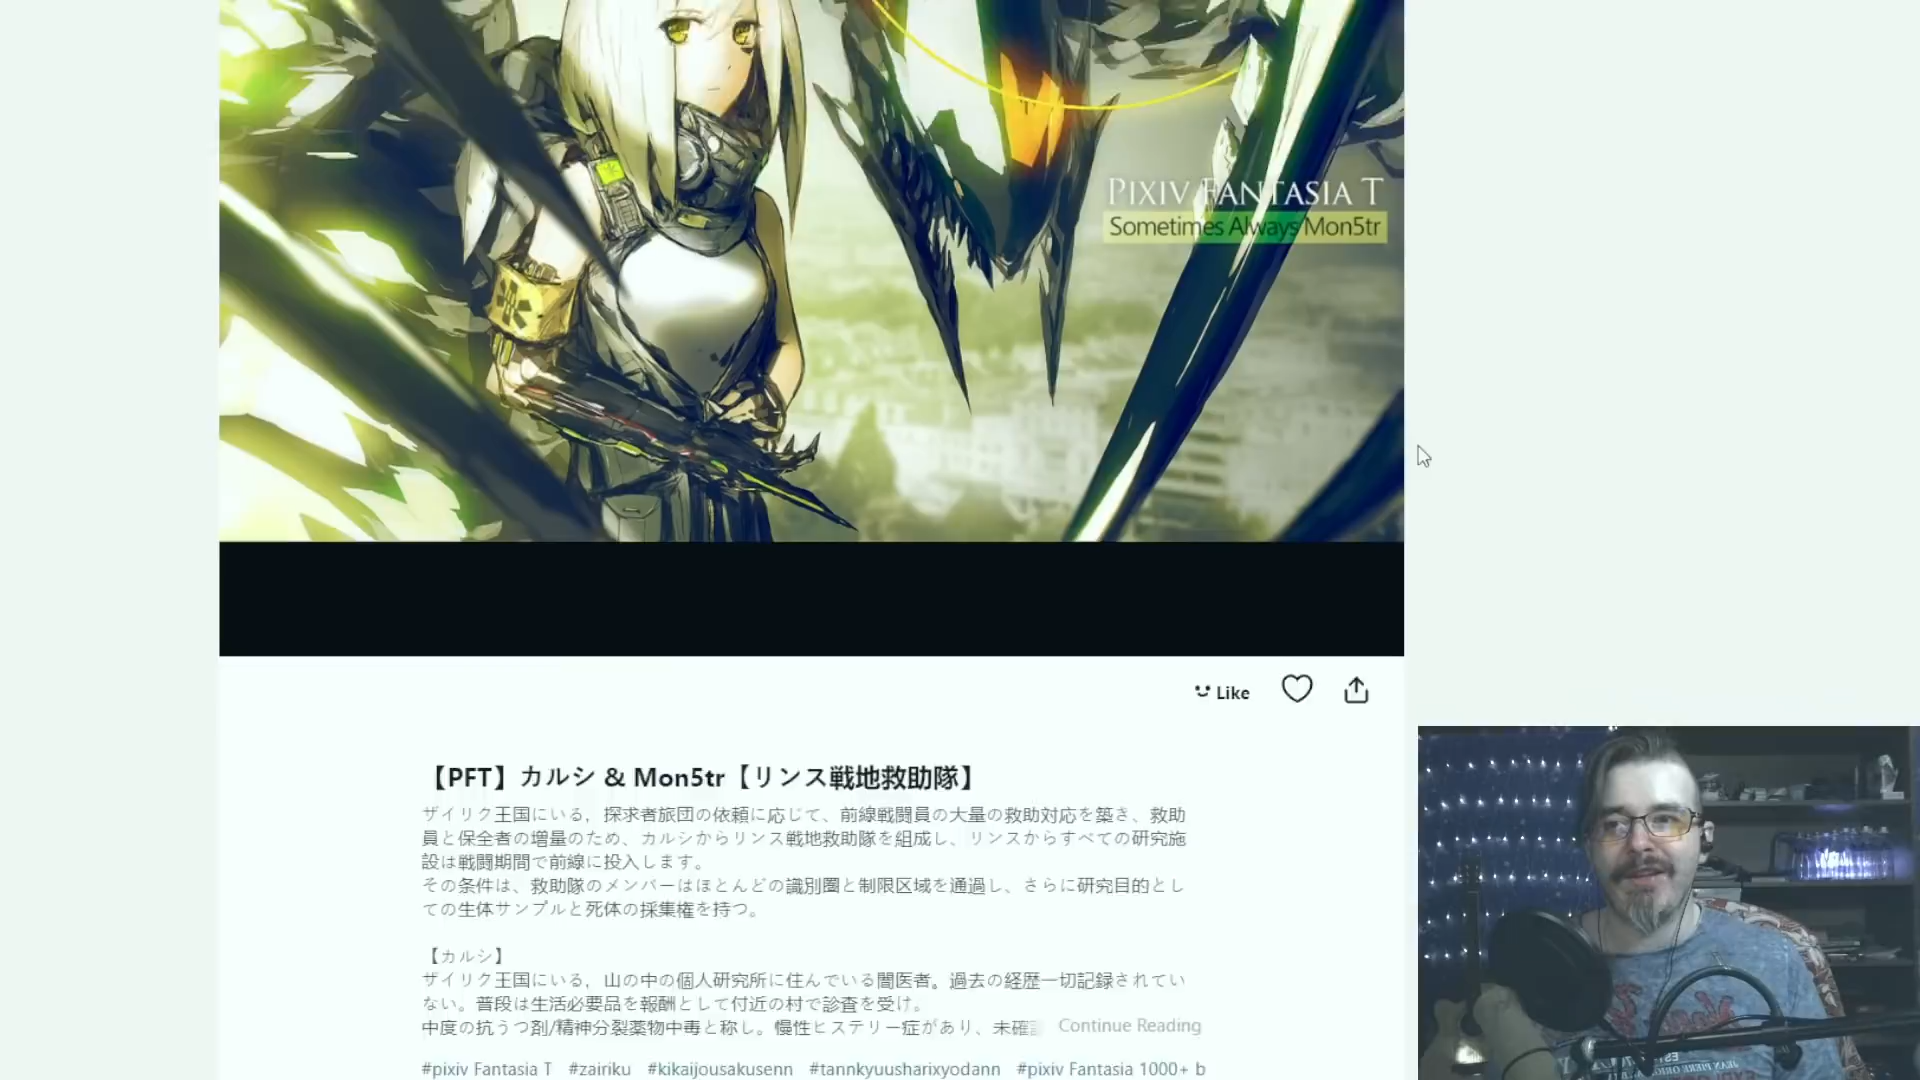 PIXIV FANTASIA T
Sometimes Always Mon5tr
Like
【PFT】カルシ & Mon5tr【リンス戦地救助隊】
ザイリク王国にいる，探求者旅団の依頼に応じて、前線戦闘員の大量の救助対応を築き、救助
員と保全者の増量のため、カルシからリンス戦地救助隊を組成し、リンスからすべての研究施
設は戦闘期間で前線に投入します。
その条件は、救助隊のメンバーはほとんどの識別圏と制限区域を通過し、さらに研究目的とし
ての生体サンプルと死体の採集権を持つ。
【カルシ】
ザイリク王国にいる，山の中の個人研究所に住んでいる闇医者。過去の経歴一切記録されてい
ない。普段は生活必要品を報酬として付近の村で診査を受け。
中度の抗うつ剤/精神分裂薬物中毒と称し。慢性ヒステリー症があり、未確 Continue Reading
#pixiv Fantasia T #zairiku #kikaijousakusenn #tannkyuusharixyodann #pixiv Fantasia 1000+ b